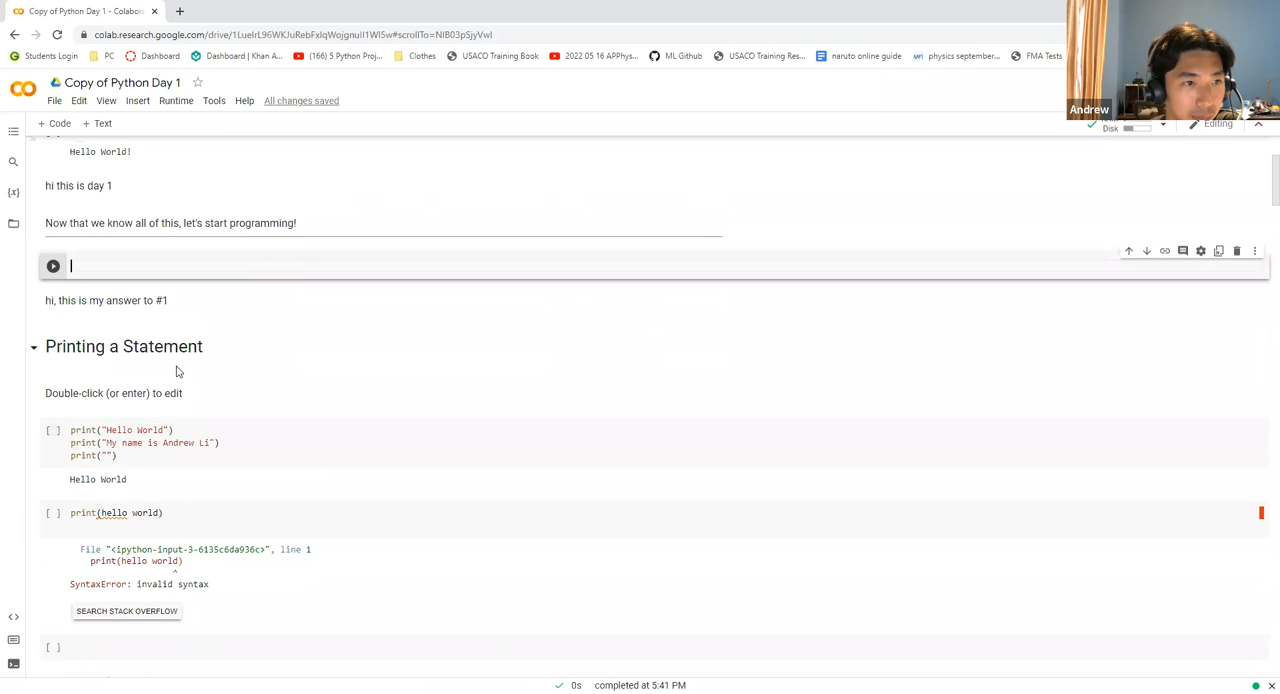 Copy of Python Day 1 - Colabora
colab.research.google.com/drive/1LueIrL96WKJuRebFxIqWojgnuIl1Wl5w#scrollTo=NIB03pSjyVwI
Students Login PC Dashboard Dashboard | Khan A... (166) 5 Python Proj... Clothes USACO Training Book 2022 05 16 APPhys... ML Github USACO Training Res... naruto online guide physics september... FMA Tests
Copy of Python Day 1
File Edit View Insert Runtime Tools Help All changes saved
Andrew
+ Code + Text
Disk Editing
Hello World!
hi this is day 1
Now that we know all of this, let's start programming!
hi, this is my answer to #1
Printing a Statement
Double-click (or enter) to edit
[ ] print("Hello World")
print("My name is Andrew Li")
print("")
Hello World
[ ] print(hello world)
File "<ipython-input-3-6135c6da936c>", line 1
print(hello world)
^
SyntaxError: invalid syntax
SEARCH STACK OVERFLOW
[ ]
0s completed at 5:41 PM